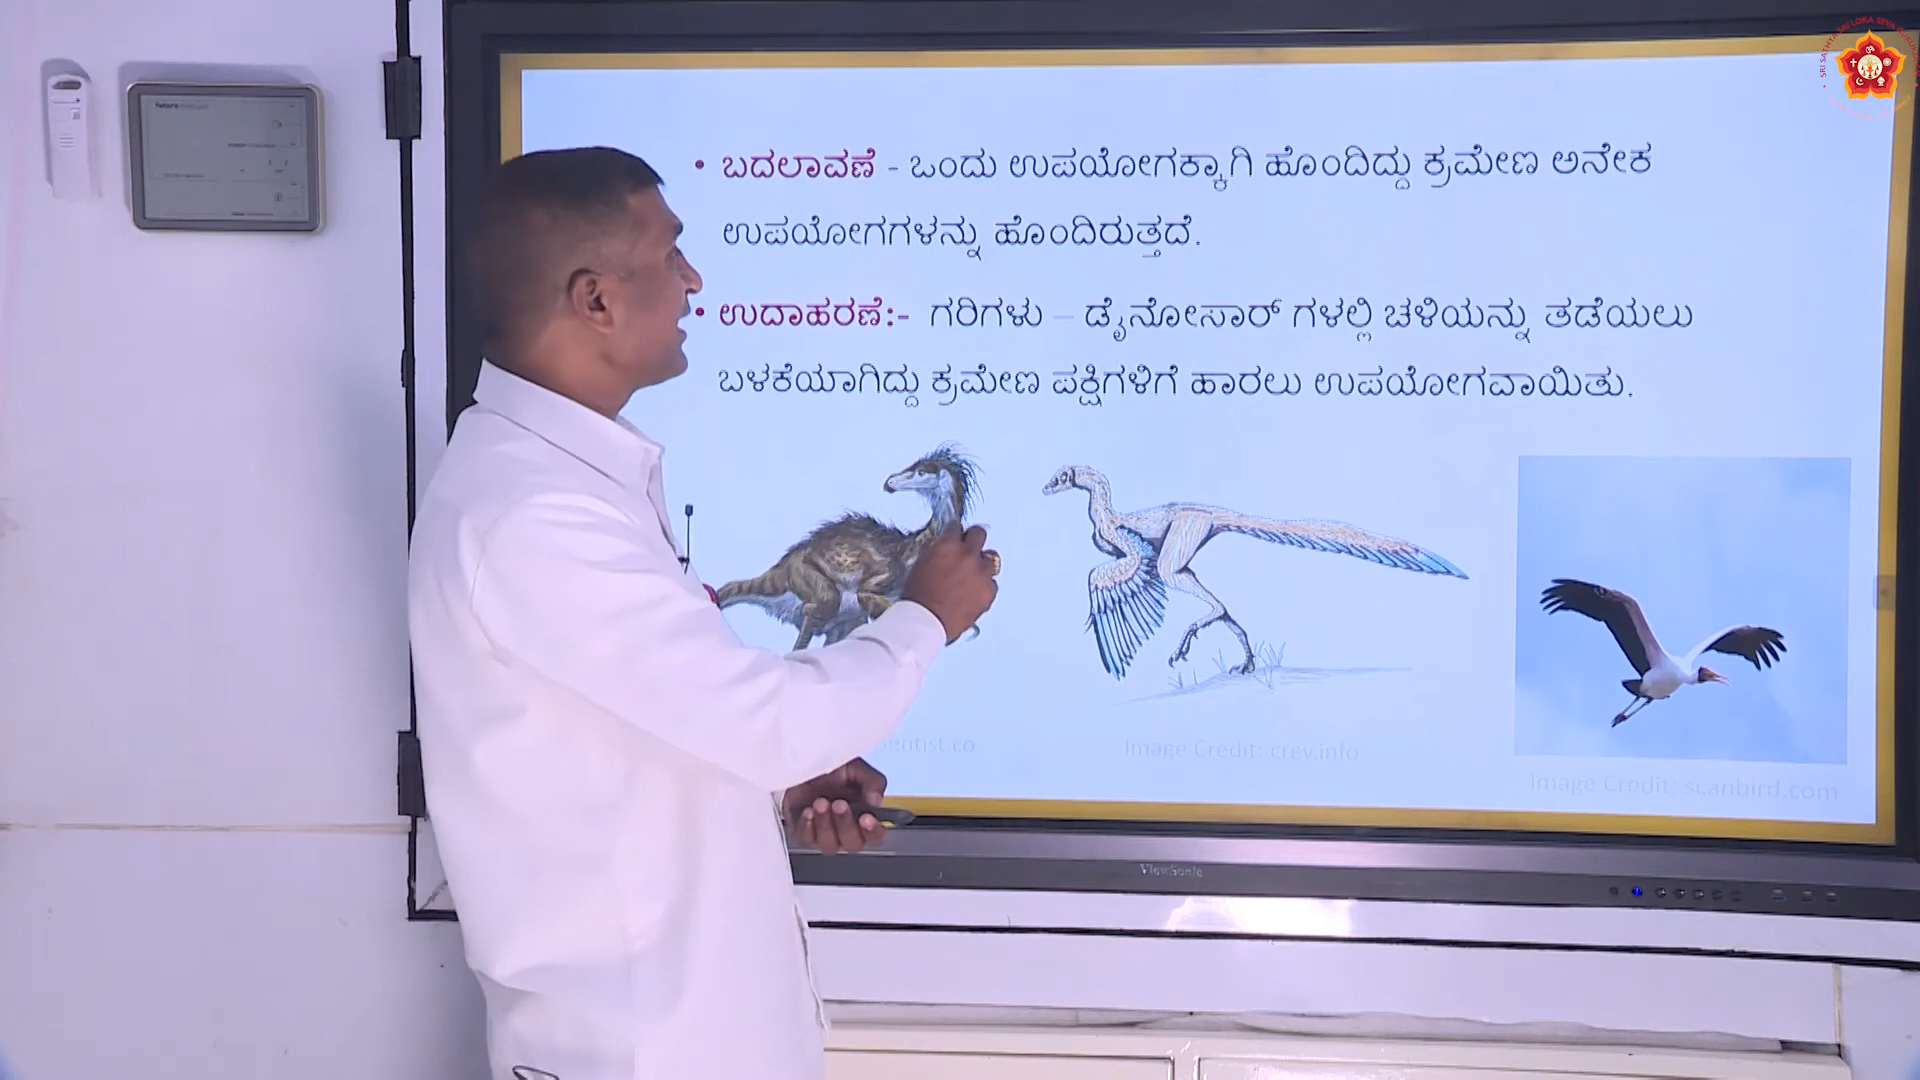 • ಬದಲಾವಣೆ - ಒಂದು ಉಪಯೋಗಕ್ಕಾಗಿ ಹೊಂದಿದ್ದು ಕ್ರಮೇಣ ಅನೇಕ
ಉಪಯೋಗಗಳನ್ನು ಹೊಂದಿರುತ್ತದೆ.
• ಉದಾಹರಣೆ:- ಗರಿಗಳು – ಡೈನೋಸಾರ್ ಗಳಲ್ಲಿ ಚಳಿಯನ್ನು ತಡೆಯಲು
ಬಳಕೆಯಾಗಿದ್ದು ಕ್ರಮೇಣ ಪಕ್ಷಿಗಳಿಗೆ ಹಾರಲು ಉಪಯೋಗವಾಯಿತು.
Image Credit: crev.info
Image Credit: scanbird.com
ViewSonic